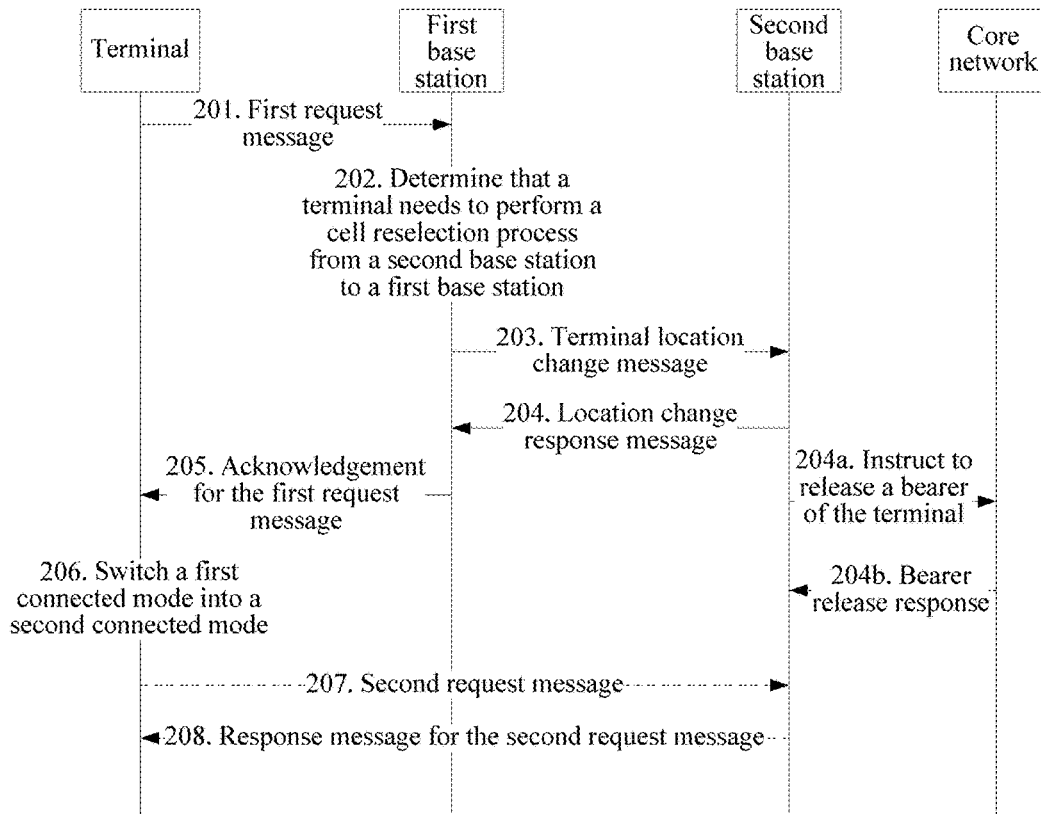 Terminal
First
base
station
Second
base
station
Core
network
201. First request
message
202. Determine that a
terminal needs to perform a
cell reselection process
from a second base station
to a first base station
203. Terminal location
change message
204. Location change
response message
205. Acknowledgement
for the first request
message
204a. Instruct to
release a bearer
of the terminal
206. Switch a first
connected mode into a
second connected mode
204b. Bearer
release response
207. Second request message
208. Response message for the second request message